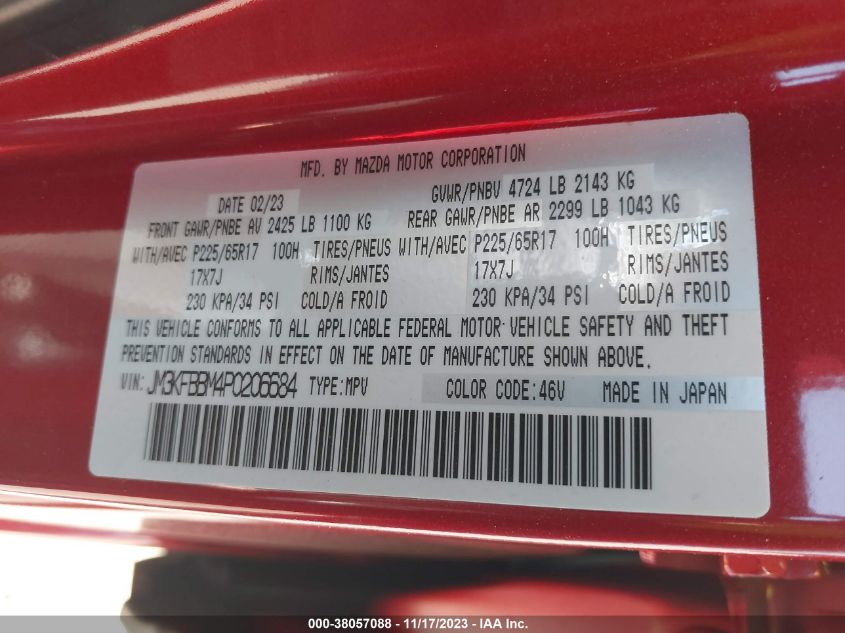 MFD. BY MAZDA MOTOR CORPORATION
DATE 02/23 GVWR/PNBV 4724 LB 2143 KG
FRONT GAWR/PNBE AV 2425 LB 1100 KG REAR GAWR/PNBE AR 2299 LB 1043 KG
WITH/AVEC P225/65R17 100H TIRES/PNEUS WITH/AVEC P225/65R17 100H TIRES/PNEUS
17X7J RIMS/JANTES 17X7J RIMS/JANTES
230 KPA/34 PSI COLD/A FROID 230 KPA/34 PSI COLD/A FROID
THIS VEHICLE CONFORMS TO ALL APPLICABLE FEDERAL MOTOR VEHICLE SAFETY AND THEFT
PREVENTION STANDARDS IN EFFECT ON THE DATE OF MANUFACTURE SHOWN ABOVE.
VIN: JM3KFBBM4P0206684 TYPE:MPV COLOR CODE:46V MADE IN JAPAN
000-38057088 - 11/17/2023 - © IAA Inc.